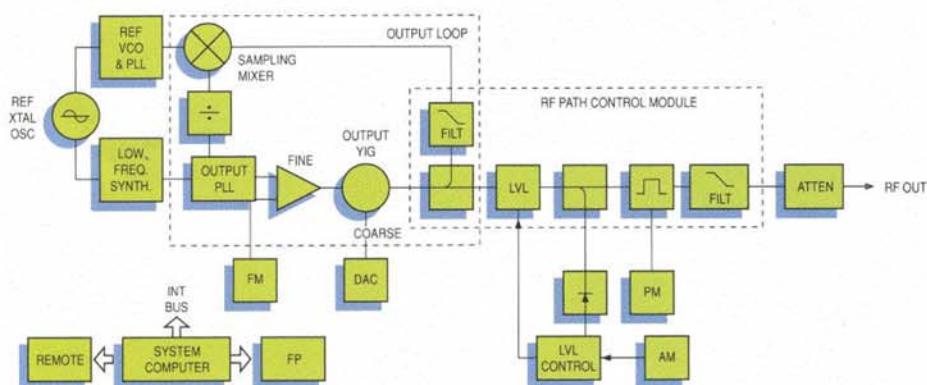 REF
VCO
& PLL
SAMPLING
MIXER
OUTPUT LOOP
REF
XTAL
OSC
÷
FILT
RF PATH CONTROL MODULE
LOW
FREQ.
SYNTH.
OUTPUT
PLL
FINE
OUTPUT
YIG
COARSE
LVL
FILT
ATTEN
RF OUT
FM
DAC
PM
INT
BUS
REMOTE
SYSTEM
COMPUTER
FP
LVL
CONTROL
AM